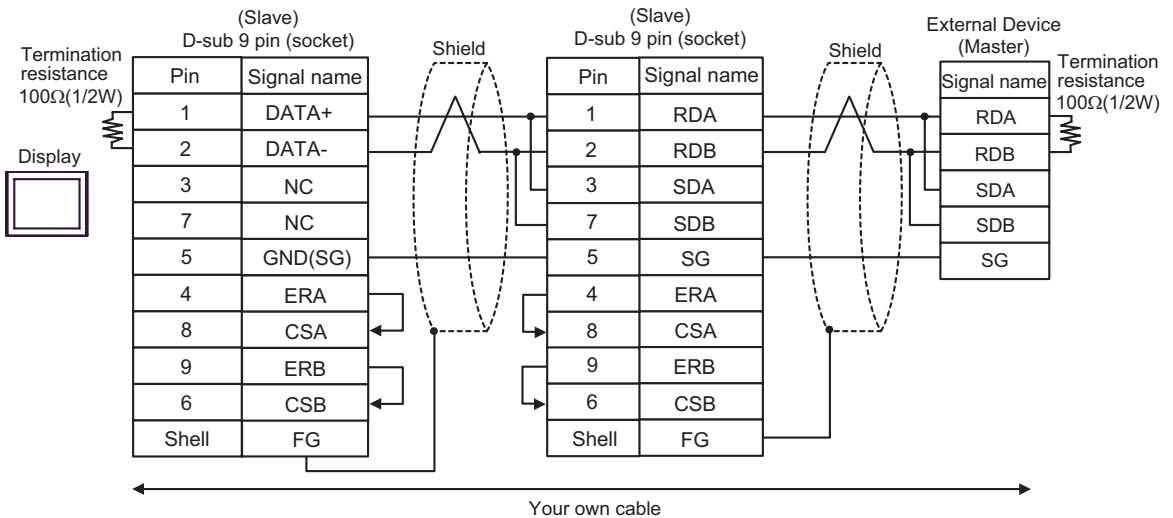 (Slave)
D-sub 9 pin (socket)
Termination
resistance
100Ω(1/2W)
Display
Pin Signal name
1 DATA+
2 DATA-
3 NC
7 NC
5 GND(SG)
4 ERA
8 CSA
9 ERB
6 CSB
Shell FG
Shield
(Slave)
D-sub 9 pin (socket)
Pin Signal name
1 RDA
2 RDB
3 SDA
7 SDB
5 SG
4 ERA
8 CSA
9 ERB
6 CSB
Shell FG
Shield
External Device
(Master)
Signal name
RDA
RDB
SDA
SDB
SG
Termination
resistance
100Ω(1/2W)
Your own cable